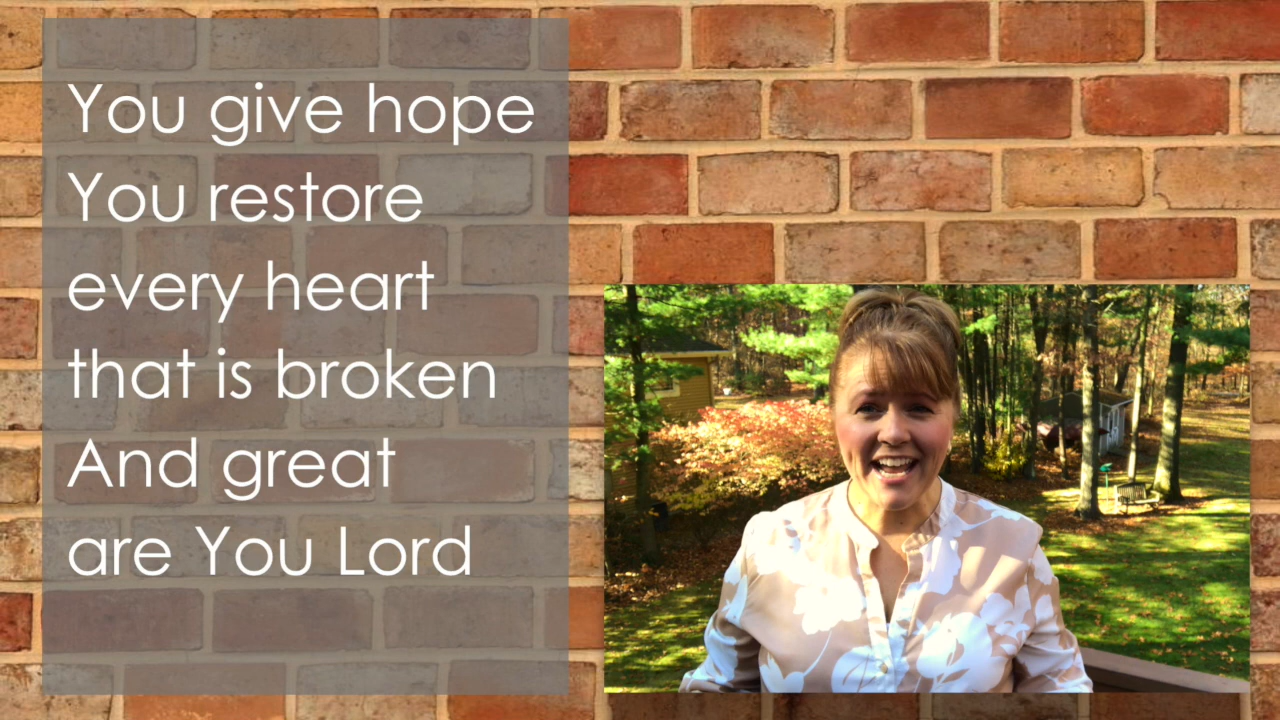 You give hope
You restore
every heart
that is broken
And great
are You Lord